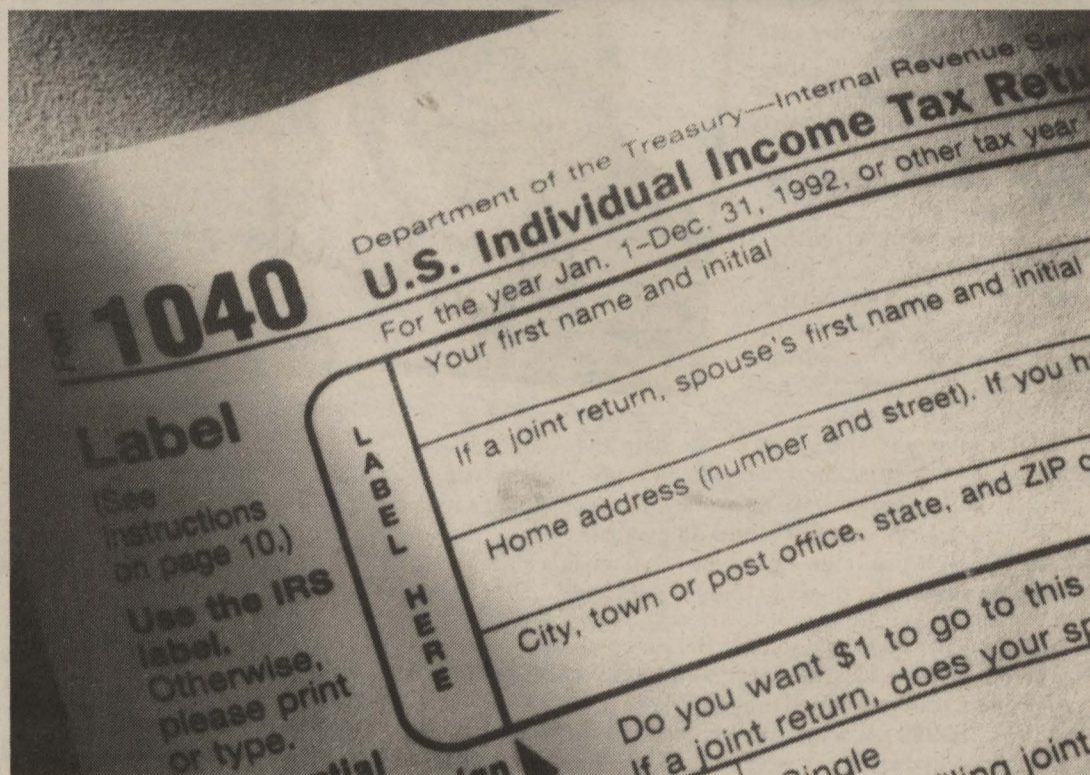 Department of the Treasury—Internal Revenue
U.S. Individual Income Tax Retu
For the year Jan. 1–Dec. 31, 1992, or other tax year
Form 1040
Your first name and initial
If a joint return, spouse's first name and initial
Home address (number and street). If you h
City, town or post office, state, and ZIP
Label
(See
instructions
on page 10.)
Use the IRS
label.
Otherwise,
please print
or type.
LABEL HERE
Do you want $1 to go to this
If a joint return, does your sp
Single
joint